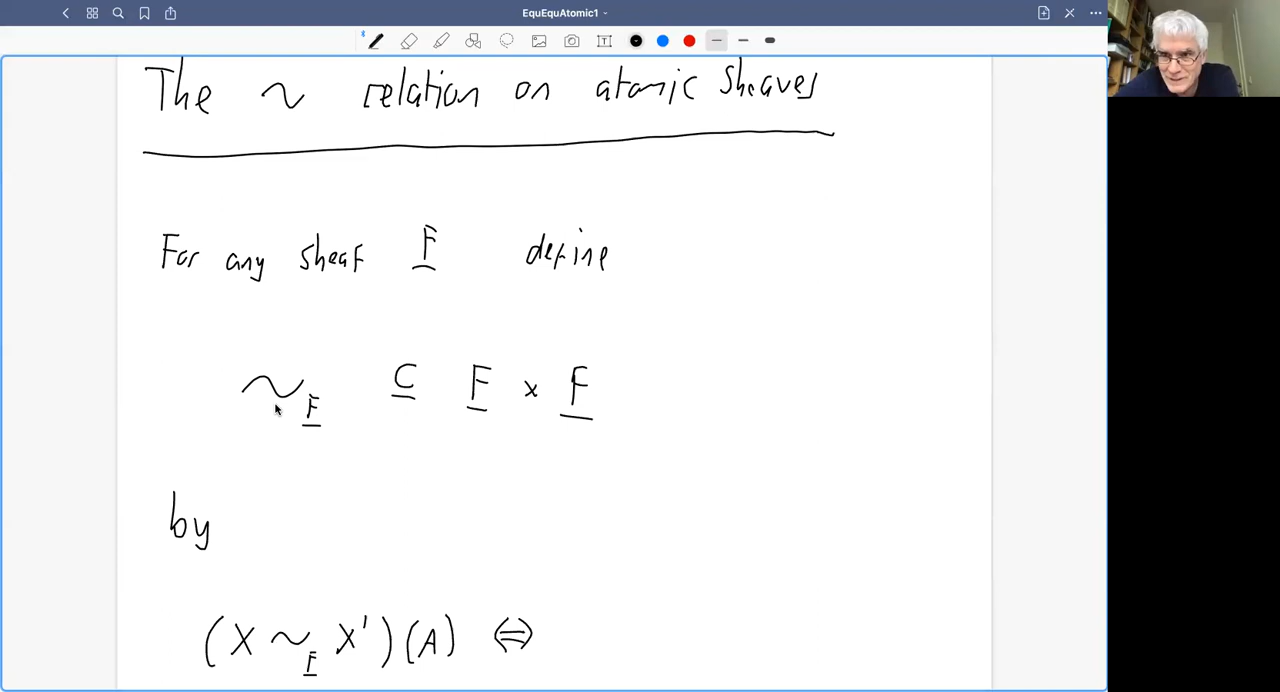 EquEquAtomic1
The ~ relation on atomic sheaves
For any sheaf F define
~F ⊆ F × F
by
(X ~F X')(A) ⇔